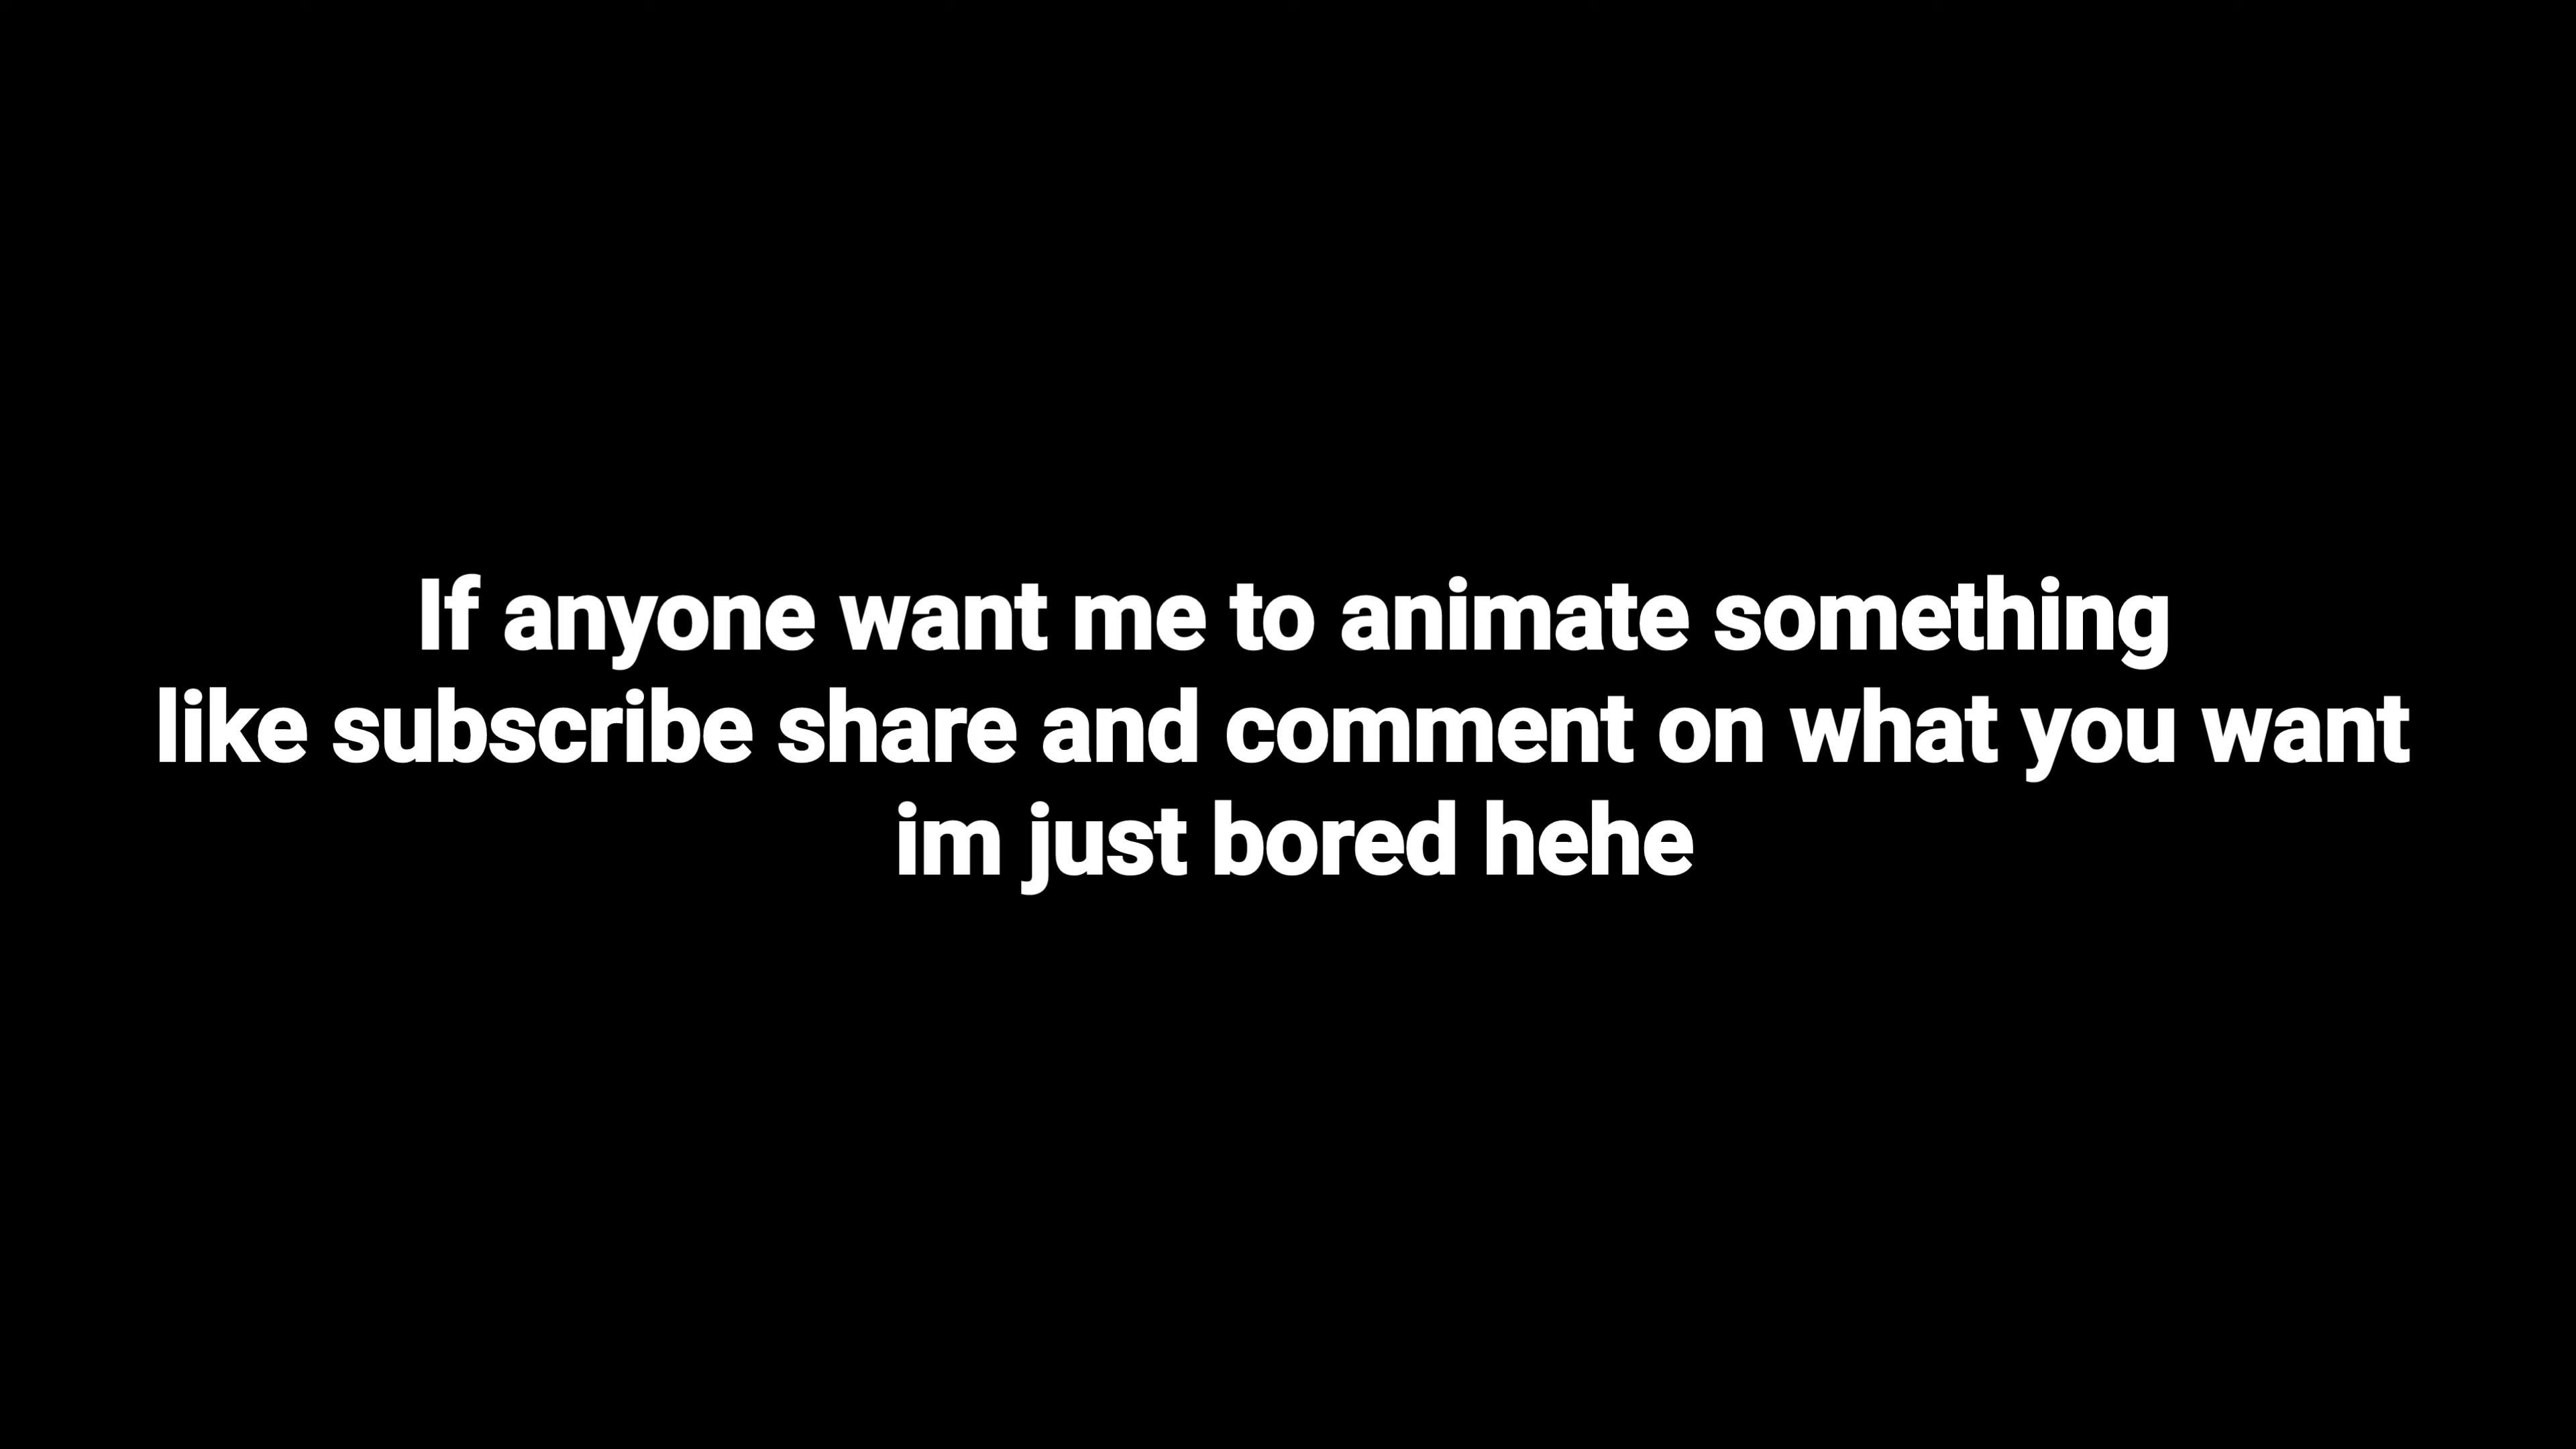 If anyone want me to animate something
like subscribe share and comment on what you want
im just bored hehe